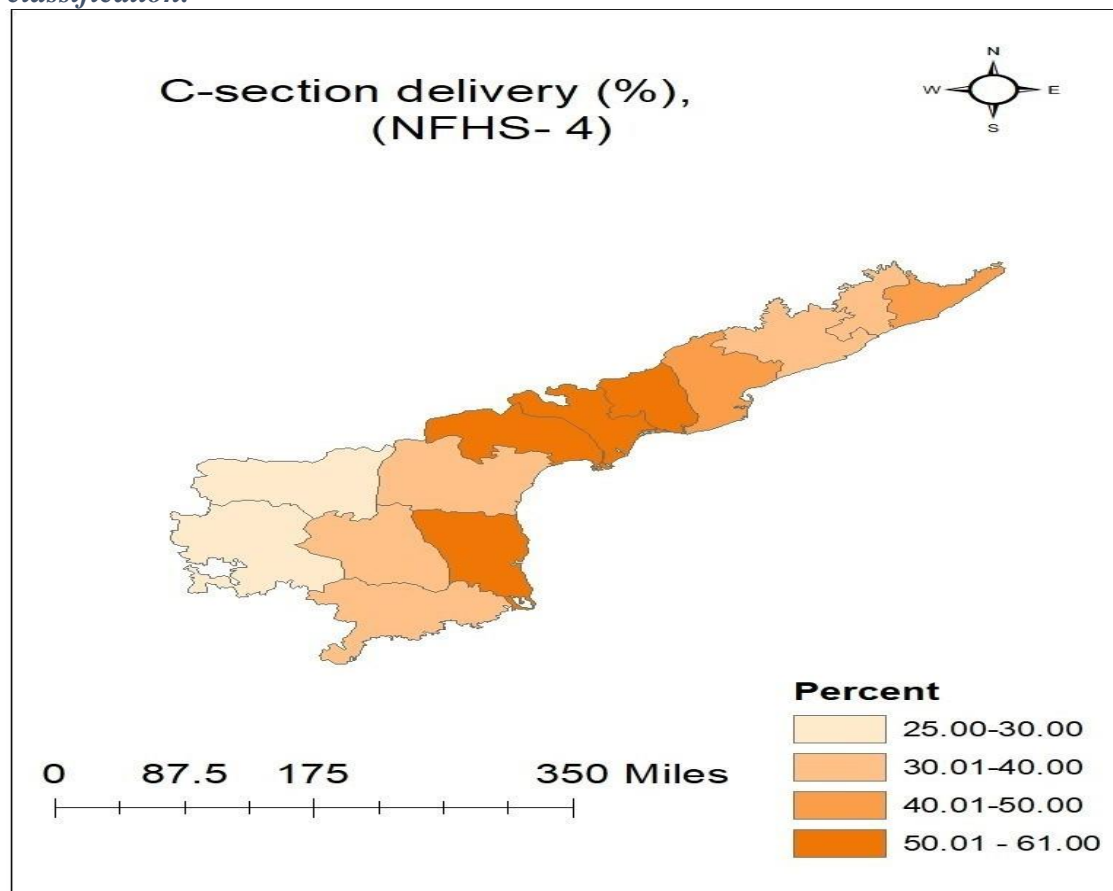 classification.
C-section delivery (%),
(NFHS- 4)
N
W E
S
Percent
25.00-30.00
30.01-40.00
40.01-50.00
50.01 - 61.00
0 87.5 175 350 Miles